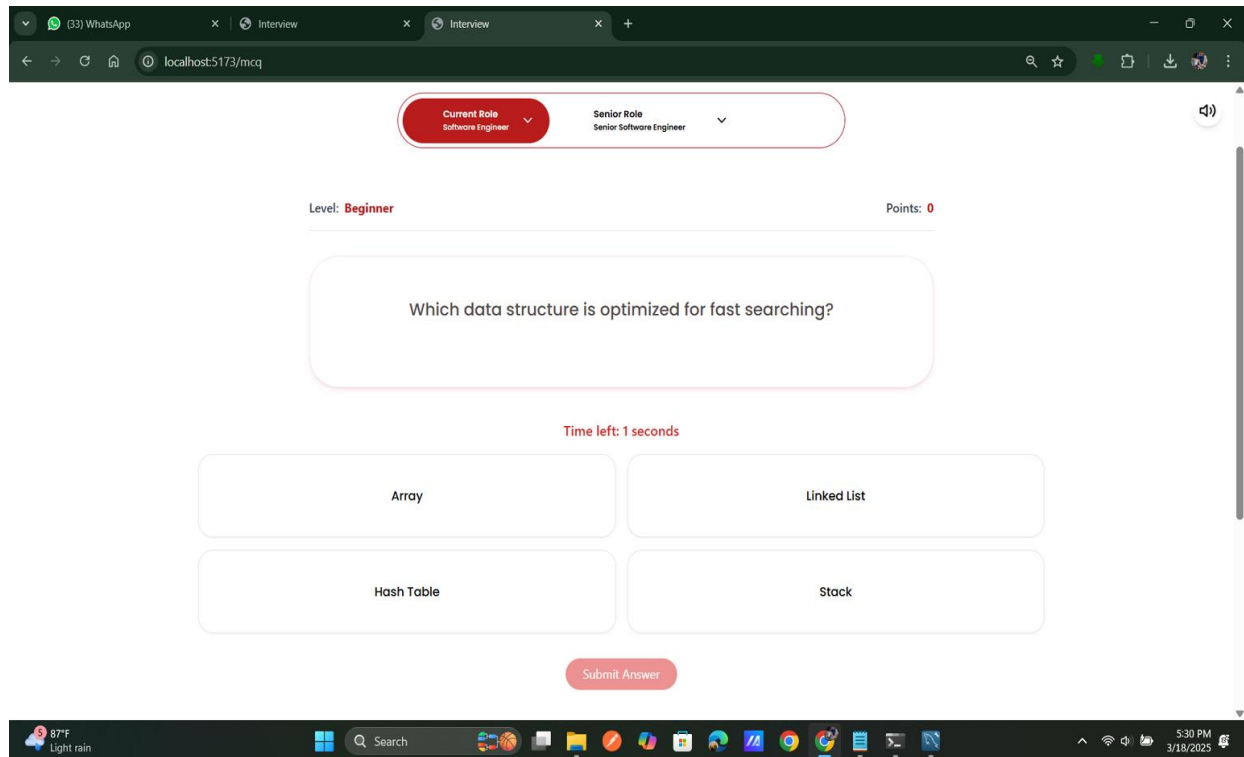 (33) WhatsApp
Interview
Interview
localhost:5173/mcq
Current Role
Software Engineer
Senior Role
Senior Software Engineer
Level: Beginner
Points: 0
Which data structure is optimized for fast searching?
Time left: 1 seconds
Array
Linked List
Hash Table
Stack
Submit Answer
5
87°F
Light rain
Search
5:30 PM
3/18/2025